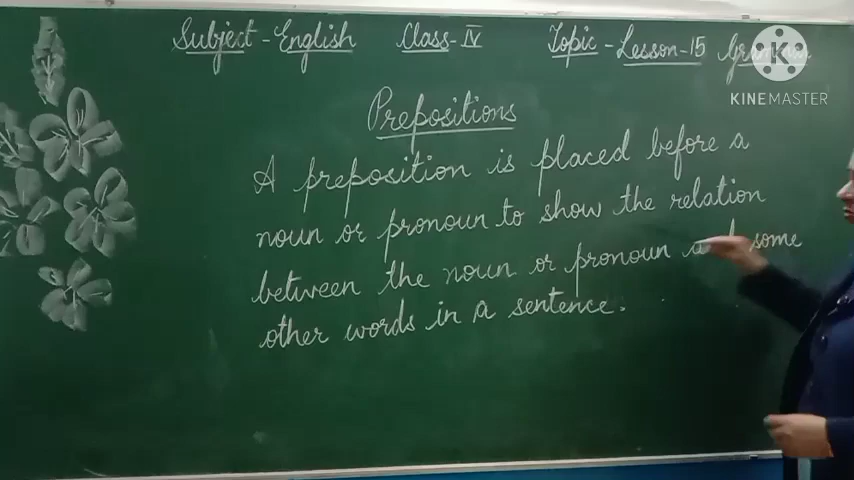 Subject - English Class - IV Topic - Lesson - 15 Grammar
KINEMASTER
Prepositions
A preposition is placed before a
noun or pronoun to show the relation
between the noun or pronoun some
other words in a sentence.